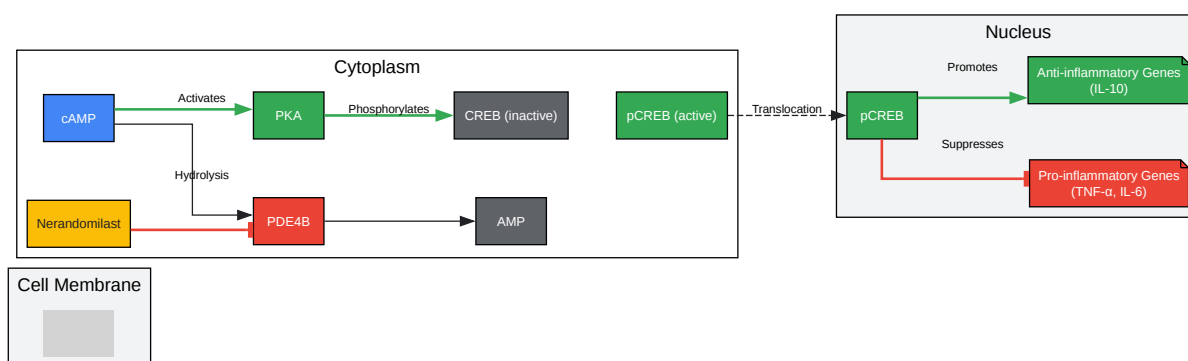 Nucleus
Cytoplasm
Promotes
Anti-inflammatory Genes
(IL-10)
Activates
cAMP
PKA
Phosphorylates
CREB (inactive)
pCREB (active)
Translocation
pCREB
Suppresses
Pro-inflammatory Genes
(TNF-α, IL-6)
Hydrolysis
Nerandomilast
PDE4B
AMP
Cell Membrane